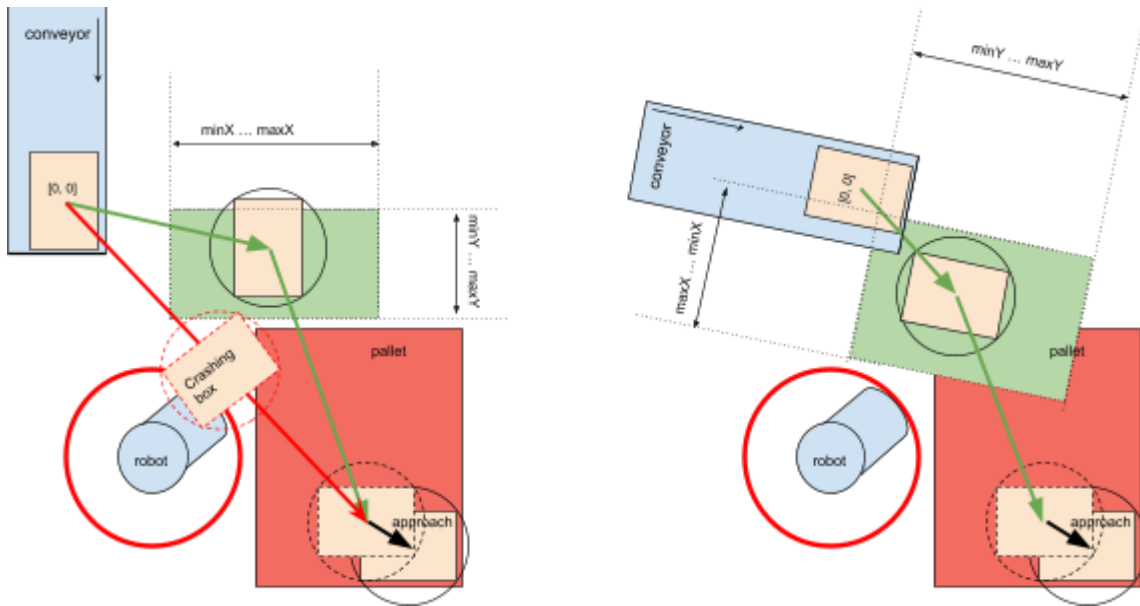 conveyor
minX ... maxX
[0, 0]
minY ... maxY
pallet
Crashing
box
robot
approach
minY ... maxY
conveyor
[0, 0]
maxX ... minX
pallet
robot
approach